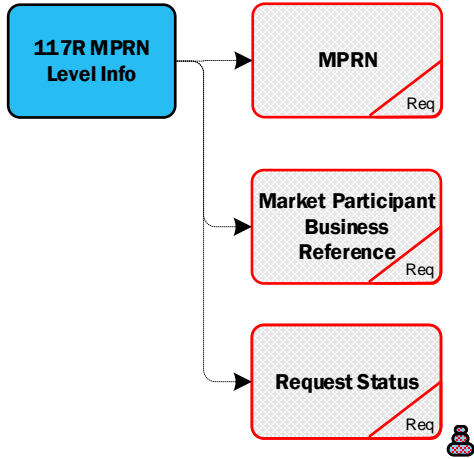 117R MPRN
Level Info
MPRN
Req
Market Participant
Business
Reference
Req
Request Status
Req